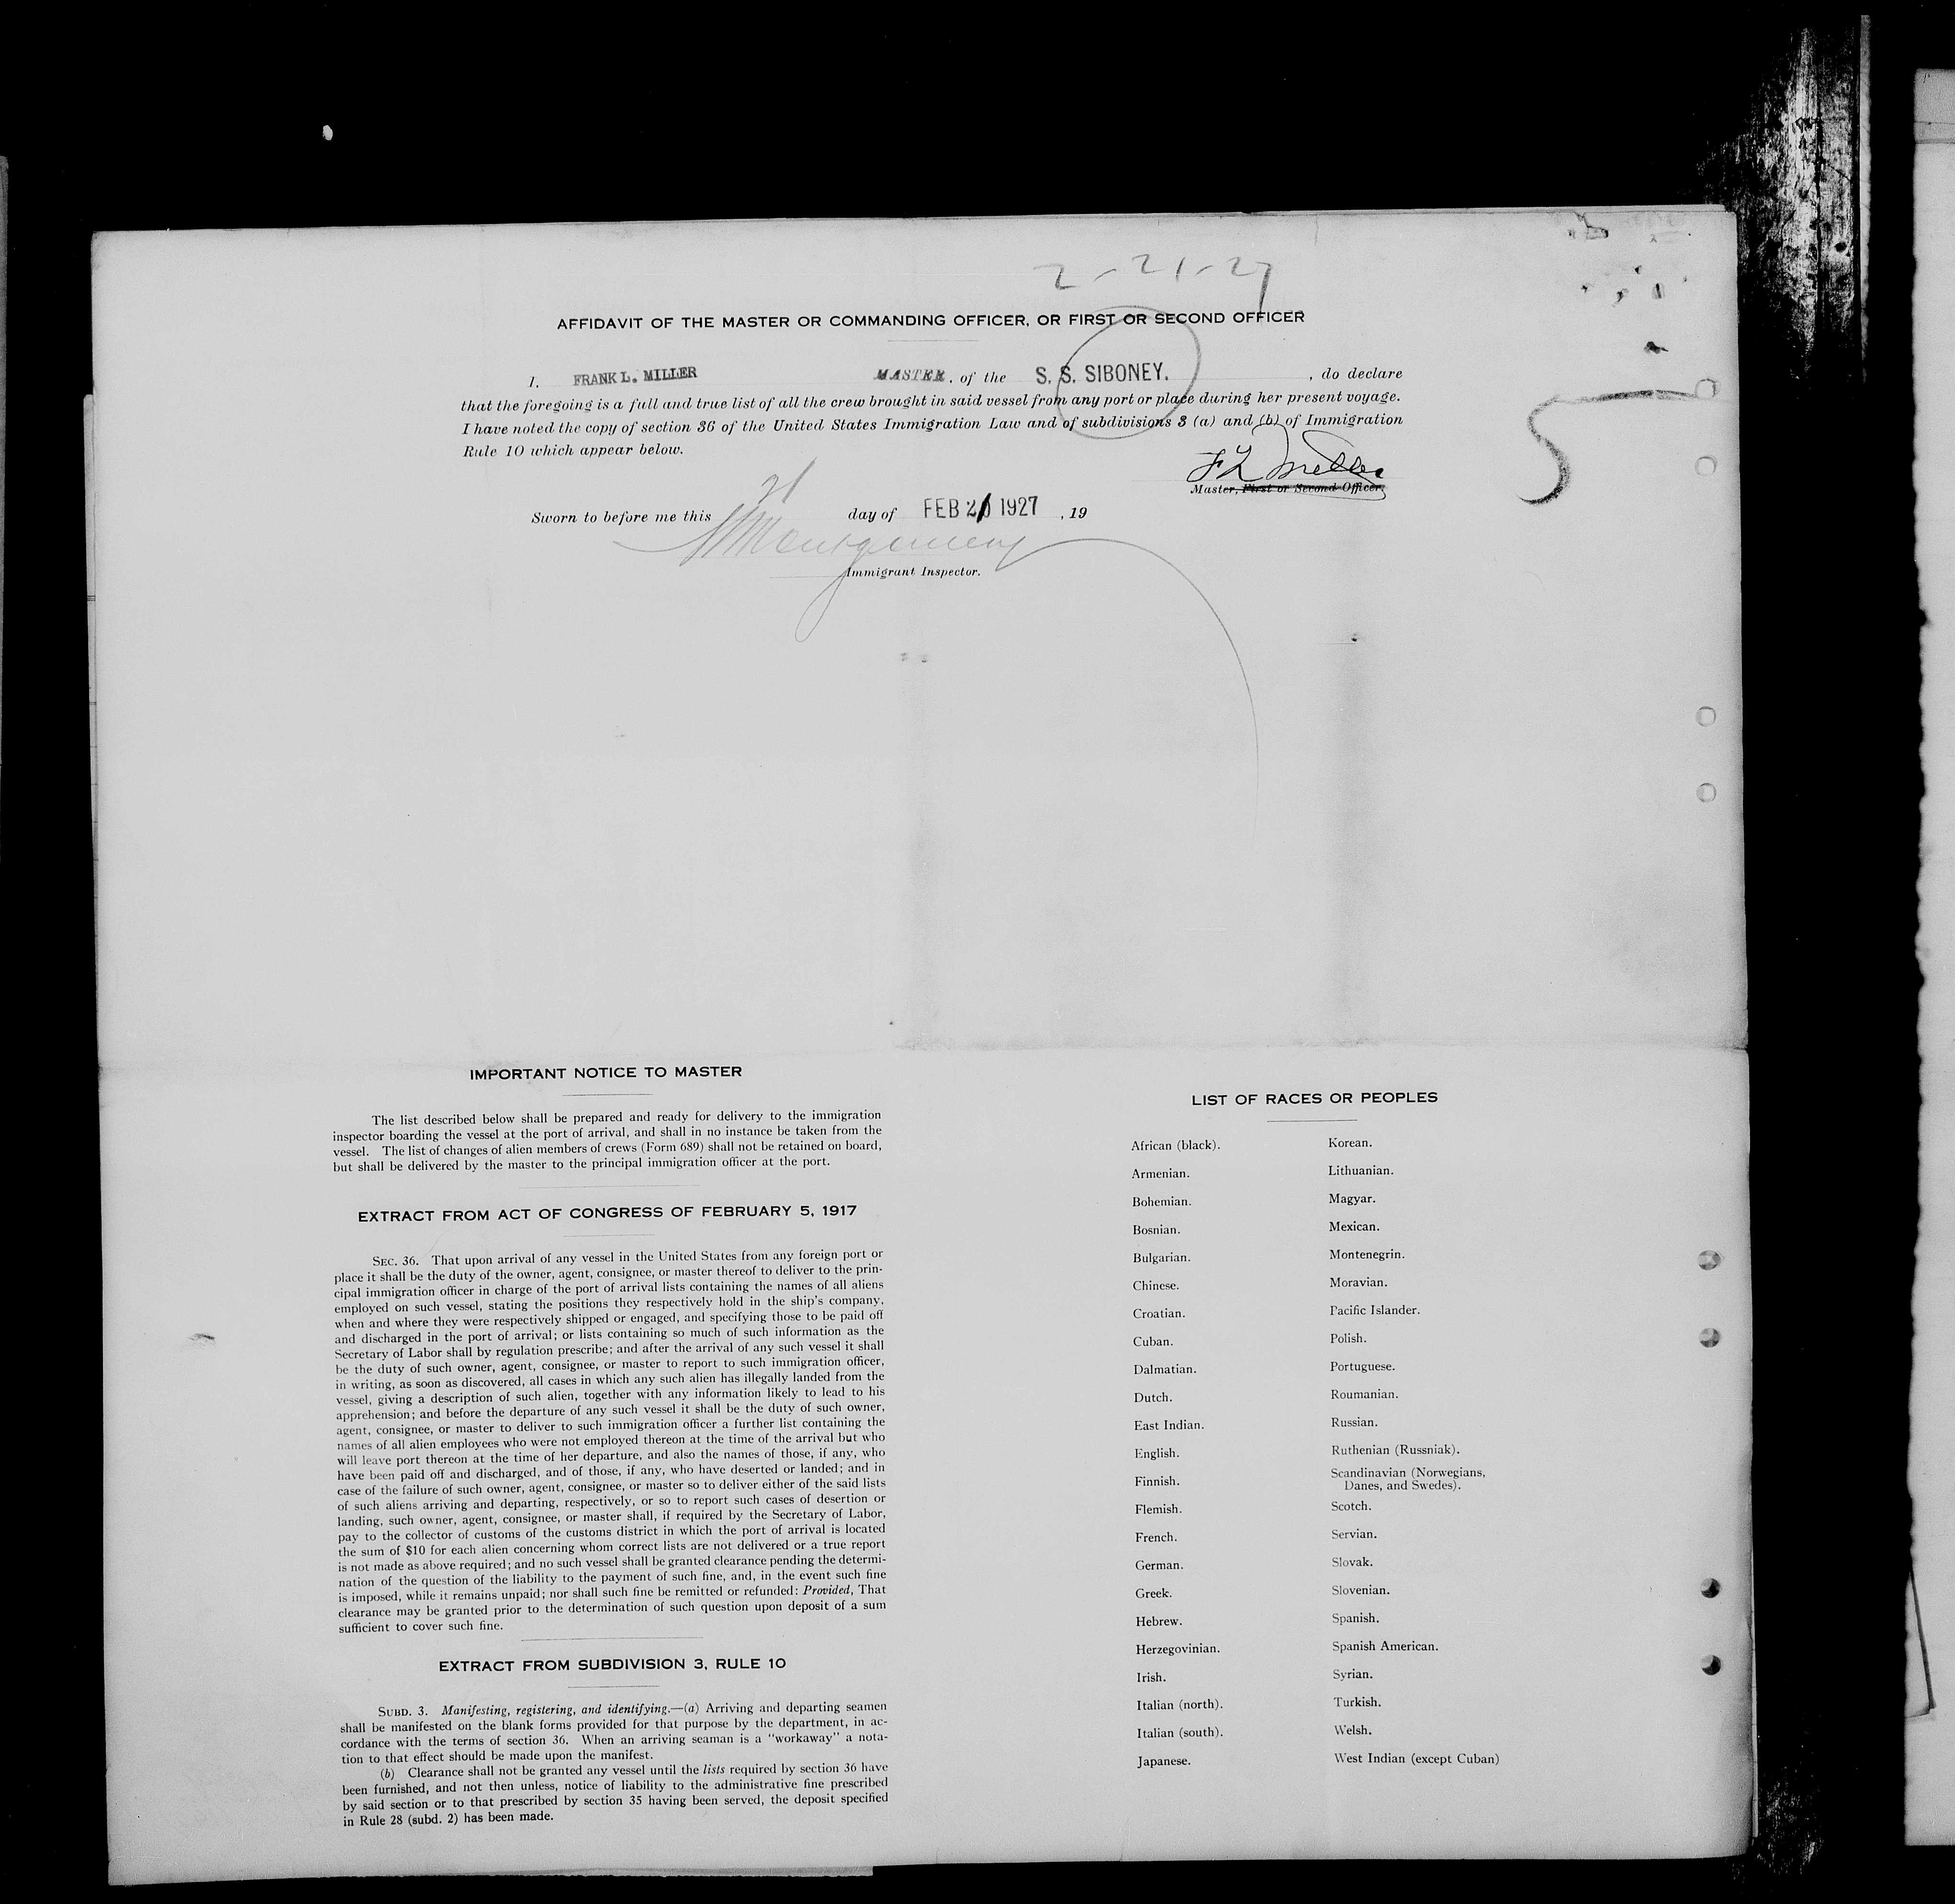 2-21-27
AFFIDAVIT OF THE MASTER OR COMMANDING OFFICER, OR FIRST OR SECOND OFFICER
I, FRANK L. MILLER MASTER, of the S. S. SIBONEY. , do declare
that the foregoing is a full and true list of all the crew brought in said vessel from any port or place during her present voyage.
I have noted the copy of section 36 of the United States Immigration Law and of subdivisions 3 (a) and (b) of Immigration
Rule 10 which appear below.
F L Miller
Master, First or Second Officer.
21
Sworn to before me this day of FEB 21 1927 , 19
Montgomery
Immigrant Inspector.
5
IMPORTANT NOTICE TO MASTER
The list described below shall be prepared and ready for delivery to the immigration
inspector boarding the vessel at the port of arrival, and shall in no instance be taken from the
vessel. The list of changes of alien members of crews (Form 689) shall not be retained on board,
but shall be delivered by the master to the principal immigration officer at the port.
EXTRACT FROM ACT OF CONGRESS OF FEBRUARY 5, 1917
SEC. 36. That upon arrival of any vessel in the United States from any foreign port or
place it shall be the duty of the owner, agent, consignee, or master thereof to deliver to the prin-
cipal immigration officer in charge of the port of arrival lists containing the names of all aliens
employed on such vessel, stating the positions they respectively hold in the ship's company,
when and where they were respectively shipped or engaged, and specifying those to be paid off
and discharged in the port of arrival; or lists containing so much of such information as the
Secretary of Labor shall by regulation prescribe; and after the arrival of any such vessel it shall
be the duty of such owner, agent, consignee, or master to report to such immigration officer,
in writing, as soon as discovered, all cases in which any such alien has illegally landed from the
vessel, giving a description of such alien, together with any information likely to lead to his
apprehension; and before the departure of any such vessel it shall be the duty of such owner,
agent, consignee, or master to deliver to such immigration officer a further list containing the
names of all alien employees who were not employed thereon at the time of the arrival but who
will leave port thereon at the time of her departure, and also the names of those, if any, who
have been paid off and discharged, and of those, if any, who have deserted or landed; and in
case of the failure of such owner, agent, consignee, or master so to deliver either of the said lists
of such aliens arriving and departing, respectively, or so to report such cases of desertion or
landing, such owner, agent, consignee, or master shall, if required by the Secretary of Labor,
pay to the collector of customs of the customs district in which the port of arrival is located
the sum of $10 for each alien concerning whom correct lists are not delivered or a true report
is not made as above required; and no such vessel shall be granted clearance pending the determi-
nation of the question of the liability to the payment of such fine, and, in the event such fine
is imposed, while it remains unpaid; nor shall such fine be remitted or refunded: Provided, That
clearance may be granted prior to the determination of such question upon deposit of a sum
sufficient to cover such fine.
EXTRACT FROM SUBDIVISION 3, RULE 10
SUBD. 3. Manifesting, registering, and identifying.—(a) Arriving and departing seamen
shall be manifested on the blank forms provided for that purpose by the department, in ac-
cordance with the terms of section 36. When an arriving seaman is a "workaway" a nota-
tion to that effect should be made upon the manifest.
(b) Clearance shall not be granted any vessel until the lists required by section 36 have
been furnished, and not then unless, notice of liability to the administrative fine prescribed
by said section or to that prescribed by section 35 having been served, the deposit specified
in Rule 28 (subd. 2) has been made.
LIST OF RACES OR PEOPLES
African (black).
Armenian.
Bohemian.
Bosnian.
Bulgarian.
Chinese.
Croatian.
Cuban.
Dalmatian.
Dutch.
East Indian.
English.
Finnish.
Flemish.
French.
German.
Greek.
Hebrew.
Herzegovinian.
Irish.
Italian (north).
Italian (south).
Japanese.
Korean.
Lithuanian.
Magyar.
Mexican.
Montenegrin.
Moravian.
Pacific Islander.
Polish.
Portuguese.
Roumanian.
Russian.
Ruthenian (Russniak).
Scandinavian (Norwegians,
Danes, and Swedes).
Scotch.
Servian.
Slovak.
Slovenian.
Spanish.
Spanish American.
Syrian.
Turkish.
Welsh.
West Indian (except Cuban)